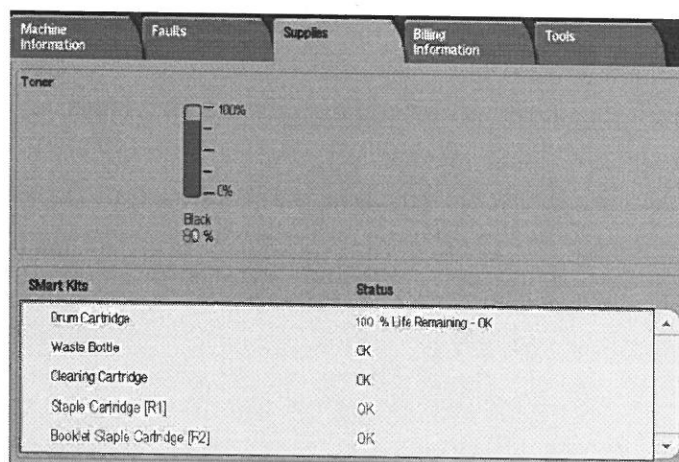 Machine
Information
Faults
Supplies
Billing
Information
Tools
Toner
100%
0%
Black
80 %
SMart Kits
Status
Drum Cartridge
100 % Life Remaining - OK
Waste Bottle
OK
Cleaning Cartridge
OK
Staple Cartridge [R1]
OK
Booklet Staple Cartridge [R2]
OK